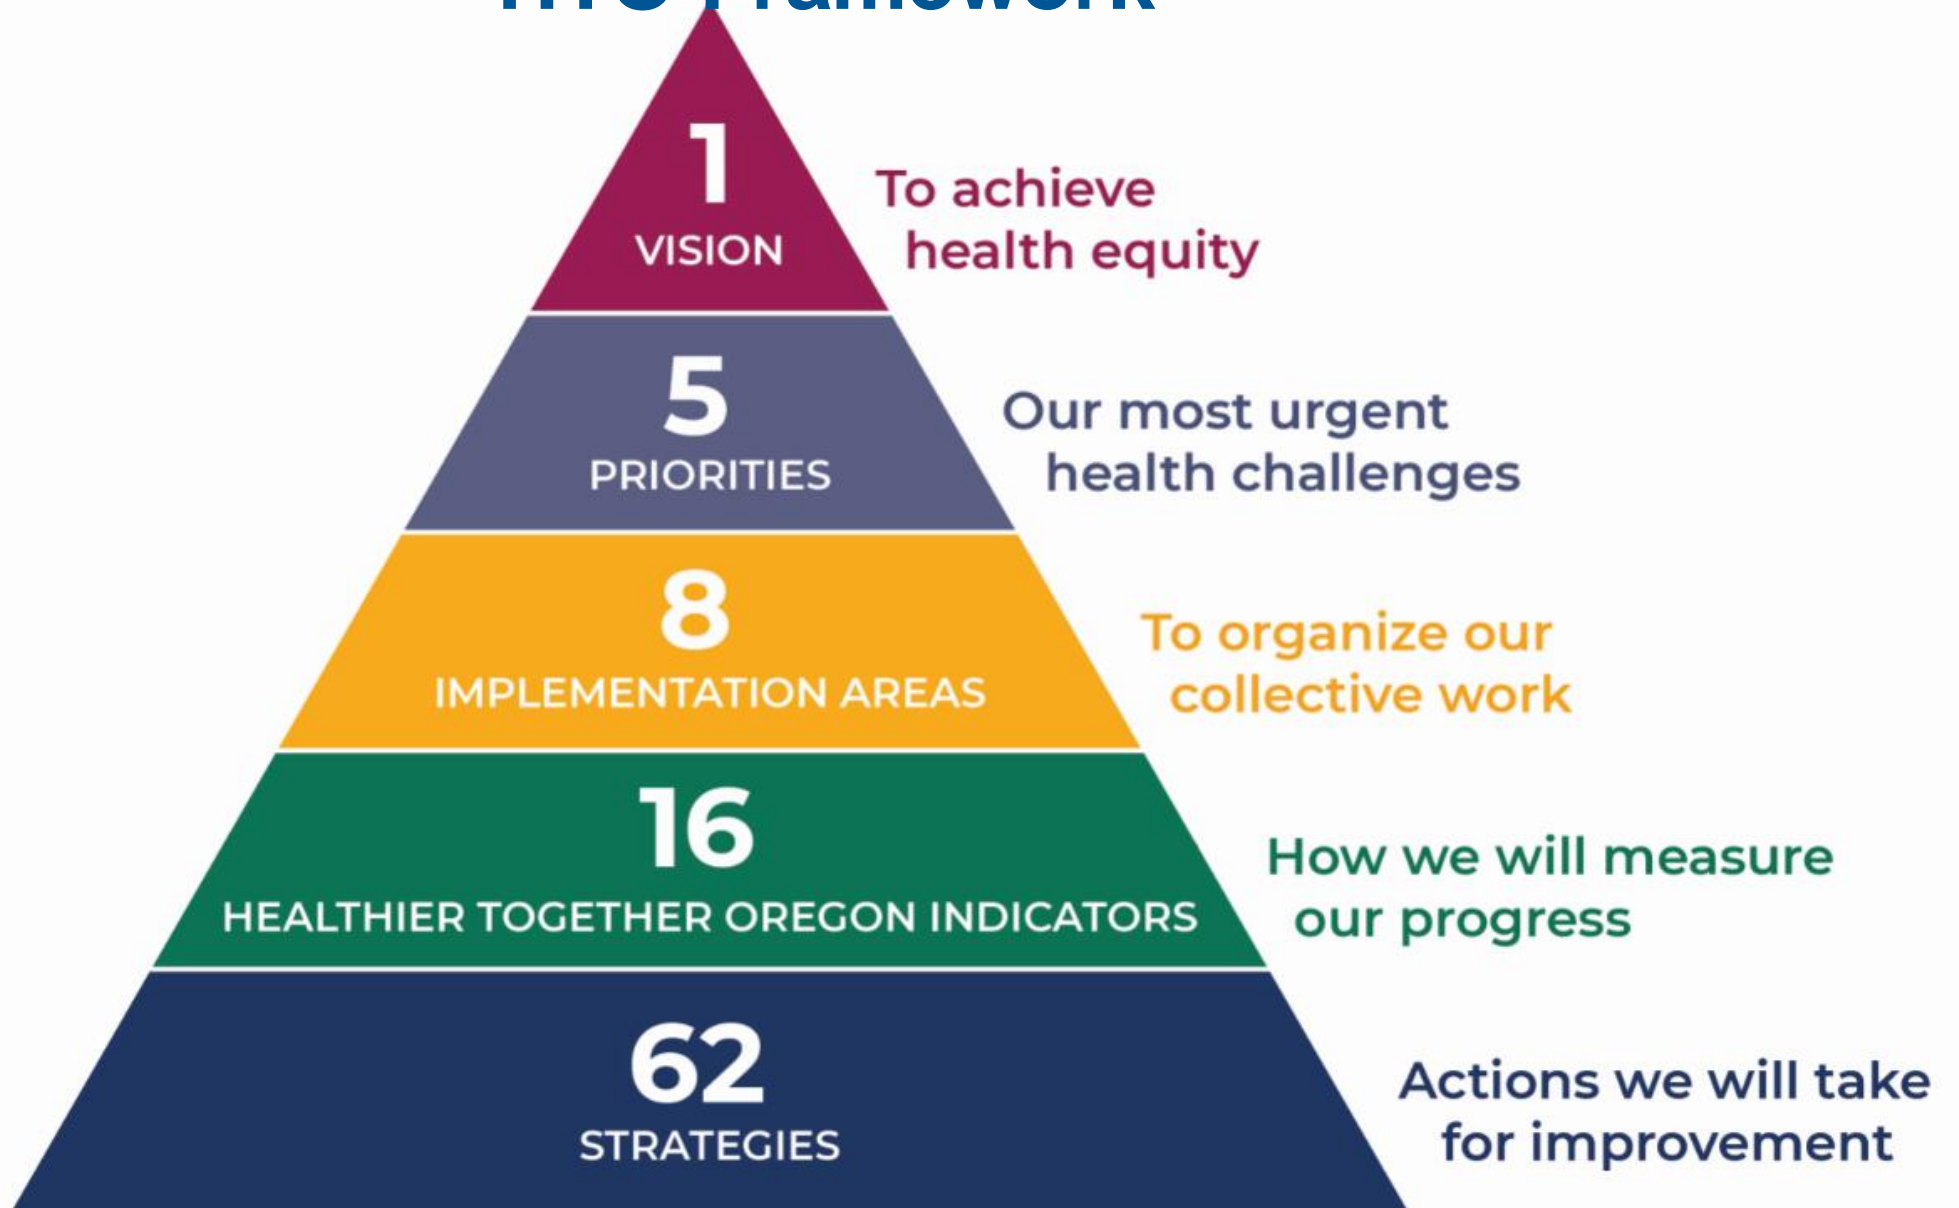 Framework
1
VISION
To achieve
health equity
5
PRIORITIES
Our most urgent
health challenges
8
IMPLEMENTATION AREAS
To organize our
collective work
16
HEALTHIER TOGETHER OREGON INDICATORS
How we will measure
our progress
62
STRATEGIES
Actions we will take
for improvement